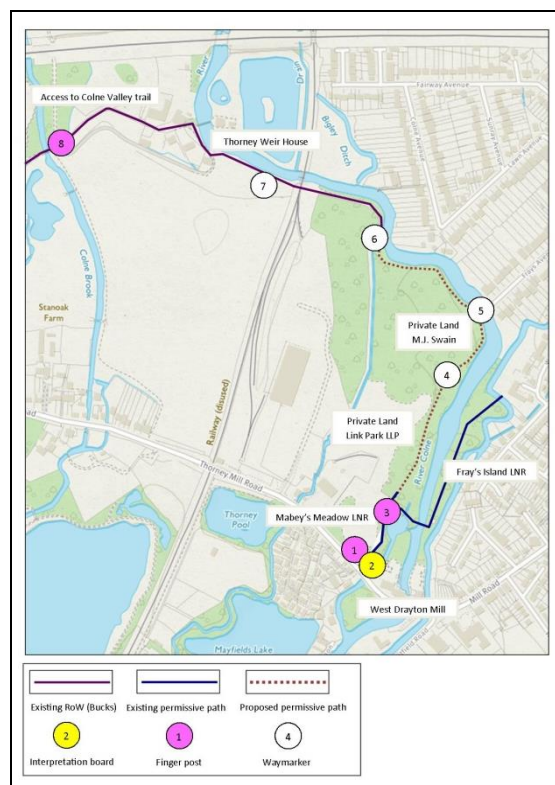 Access to Colne Valley trail
River
Drain
Bigley
Ditch
Fairway Avenue
Thorney Weir House
8
7
6
5
4
Colne Brook
Stanoak
Farm
Private Land
M.J. Swain
Private Land
Link Park LLP
Railway (disused)
Thorney Mill Road
River Colne
Fray's Island LNR
Mabey's Meadow LNR
3
1
2
Thorney
Pool
West Drayton Mill
Mill Road
Mayfields Lake
Existing RoW (Bucks)
Existing permissive path
Proposed permissive path
2
1
4
Interpretation board
Finger post
Waymarker